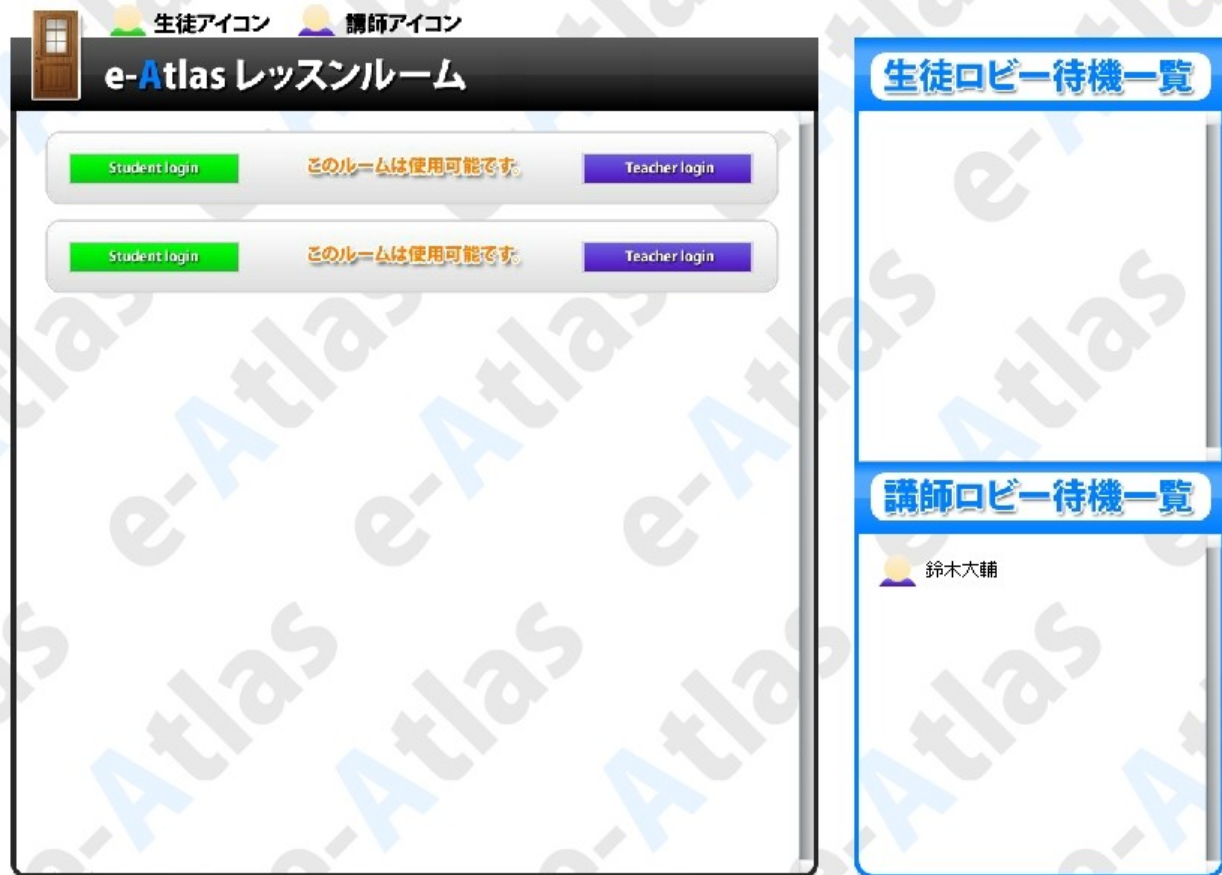 生徒アイコン 講師アイコン
e-Atlas レッスンルーム
Student login このルームは使用可能です。 Teacher login
Student login このルームは使用可能です。 Teacher login
生徒ロビー待機一覧
講師ロビー待機一覧
鈴木大輔
e-Atlas